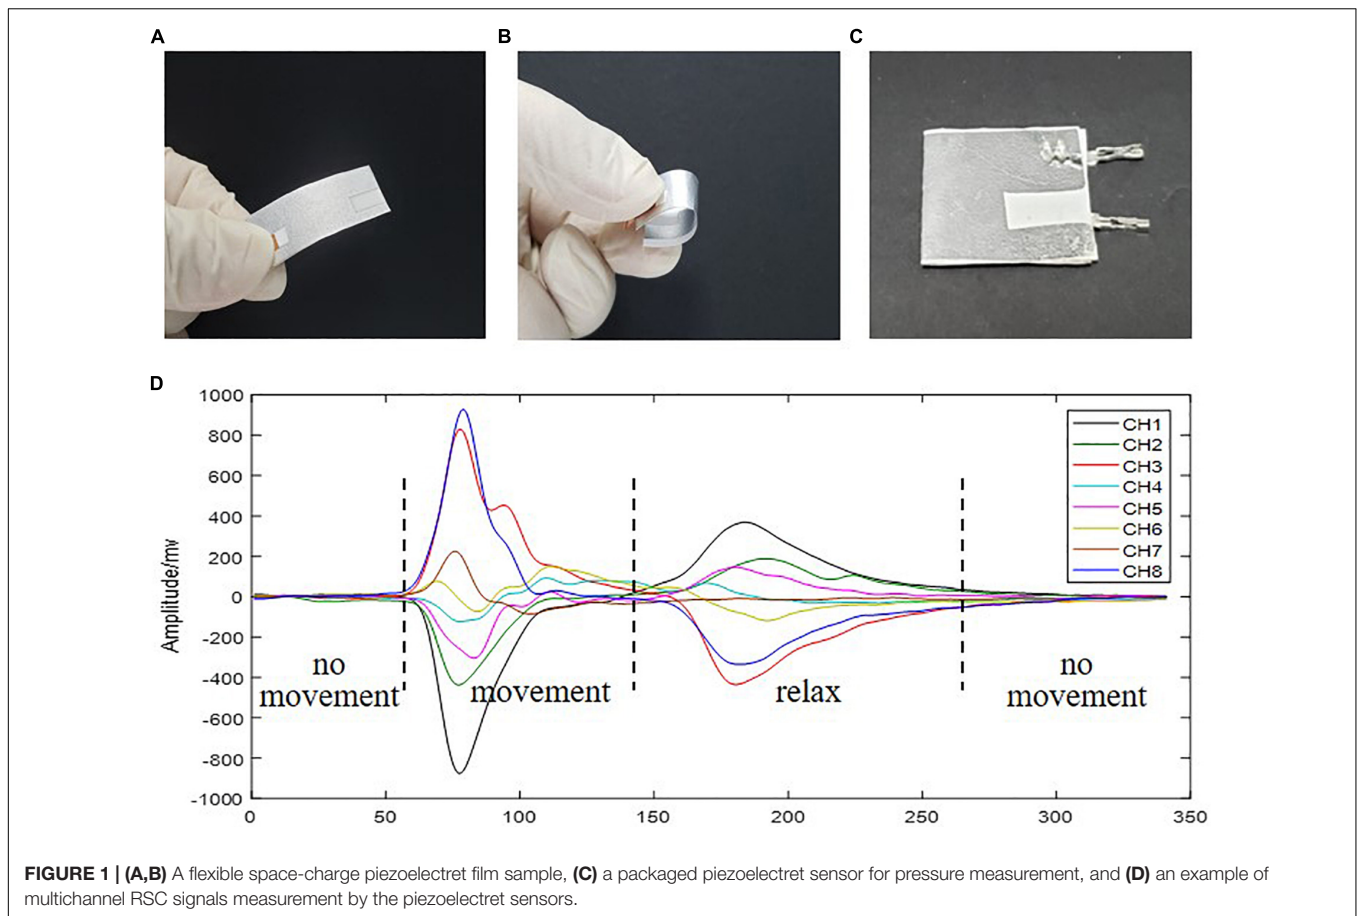 A
B
C
D
1000
800
600
400
200
0
-200
-400
-600
-800
-1000
Amplitude/mv
CH1
CH2
CH3
CH4
CH5
CH6
CH7
CH8
no
movement
movement
relax
no
movement
0
50
100
150
200
250
300
350
FIGURE 1 | (A,B) A flexible space-charge piezoelectret film sample, (C) a packaged piezoelectret sensor for pressure measurement, and (D) an example of
multichannel RSC signals measurement by the piezoelectret sensors.